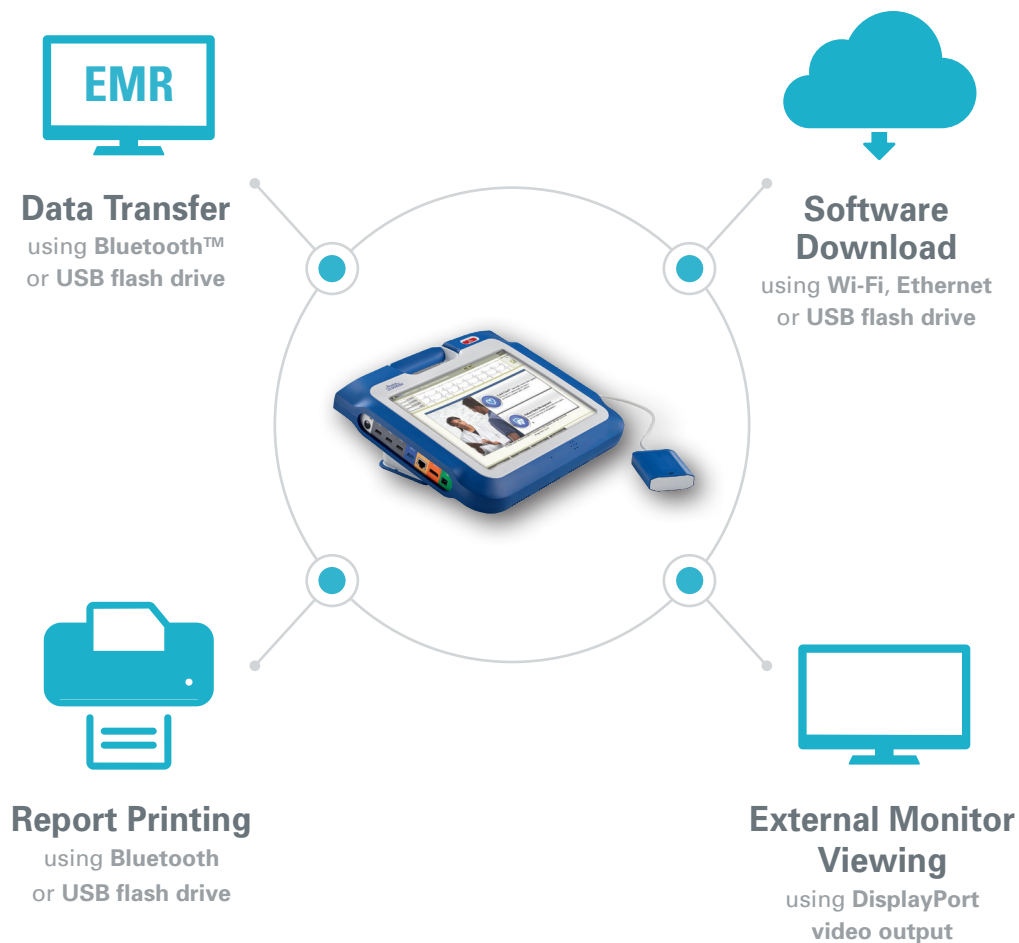 EMR
Data Transfer
using Bluetooth™
or USB flash drive
Software
Download
using Wi-Fi, Ethernet
or USB flash drive
Report Printing
using Bluetooth
or USB flash drive
External Monitor
Viewing
using DisplayPort
video output